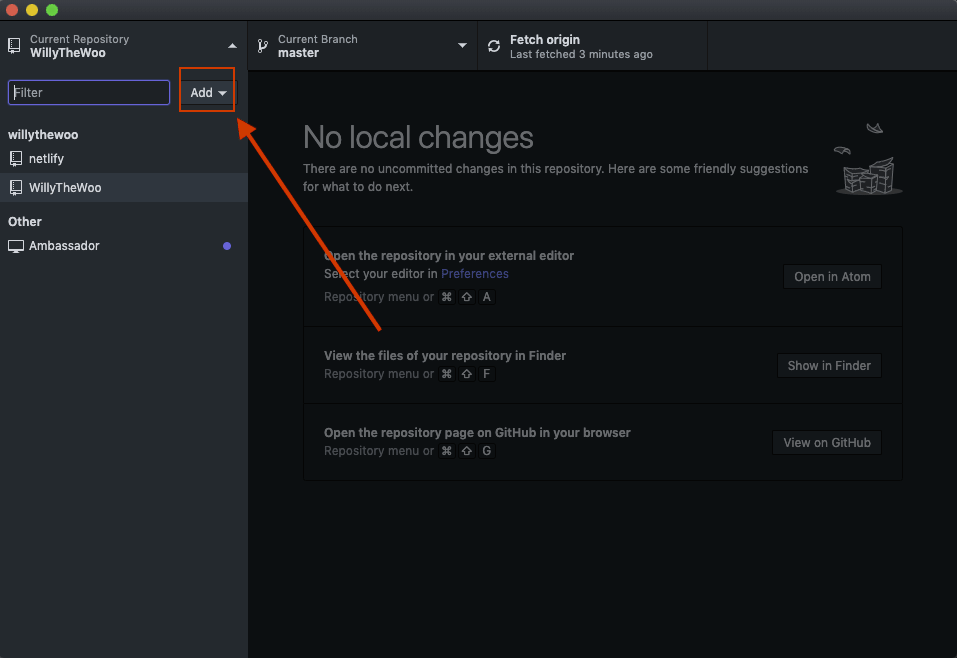 Current Repository
WillyTheWoo
Current Branch
master
Fetch origin
Last fetched 3 minutes ago
Filter
Add
willythewoo
netlify
WillyTheWoo
Other
Ambassador
No local changes
There are no uncommitted changes in this repository. Here are some friendly suggestions
for what to do next.
Open the repository in your external editor
Select your editor in Preferences
Repository menu or ⌘ ⇧ A
Open in Atom
View the files of your repository in Finder
Repository menu or ⌘ ⇧ F
Show in Finder
Open the repository page on GitHub in your browser
Repository menu or ⌘ ⇧ G
View on GitHub